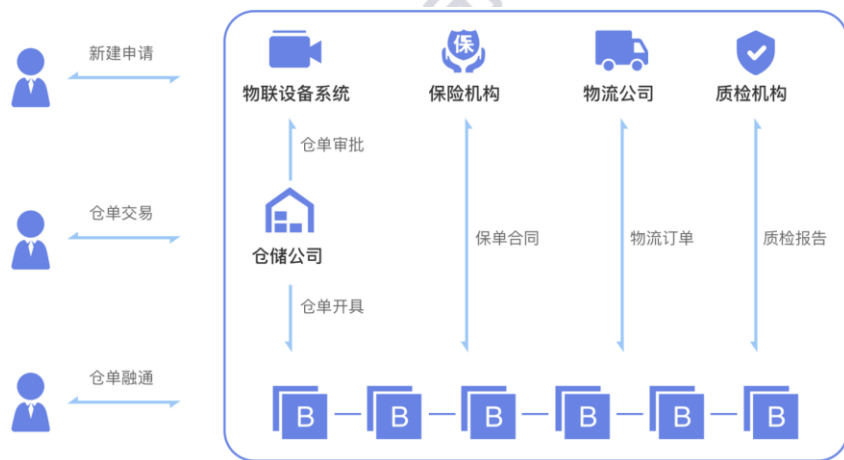 新建申请
仓单交易
仓单融通
保
物联设备系统
保险机构
物流公司
质检机构
仓单审批
仓储公司
保单合同
物流订单
质检报告
仓单开具
B
B
B
B
B
B